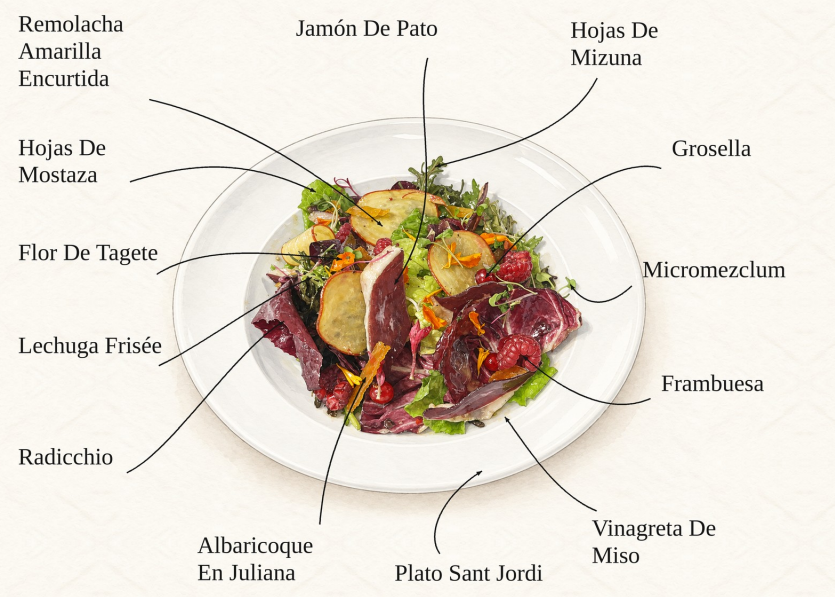 Remolacha
Amarilla
Encurtida
Jamón De Pato
Hojas De
Mizuna
Hojas De
Mostaza
Grosella
Flor De Tagete
Micromezclum
Lechuga Frisée
Frambuesa
Radicchio
Albaricoque
En Juliana
Plato Sant Jordi
Vinagreta De
Miso